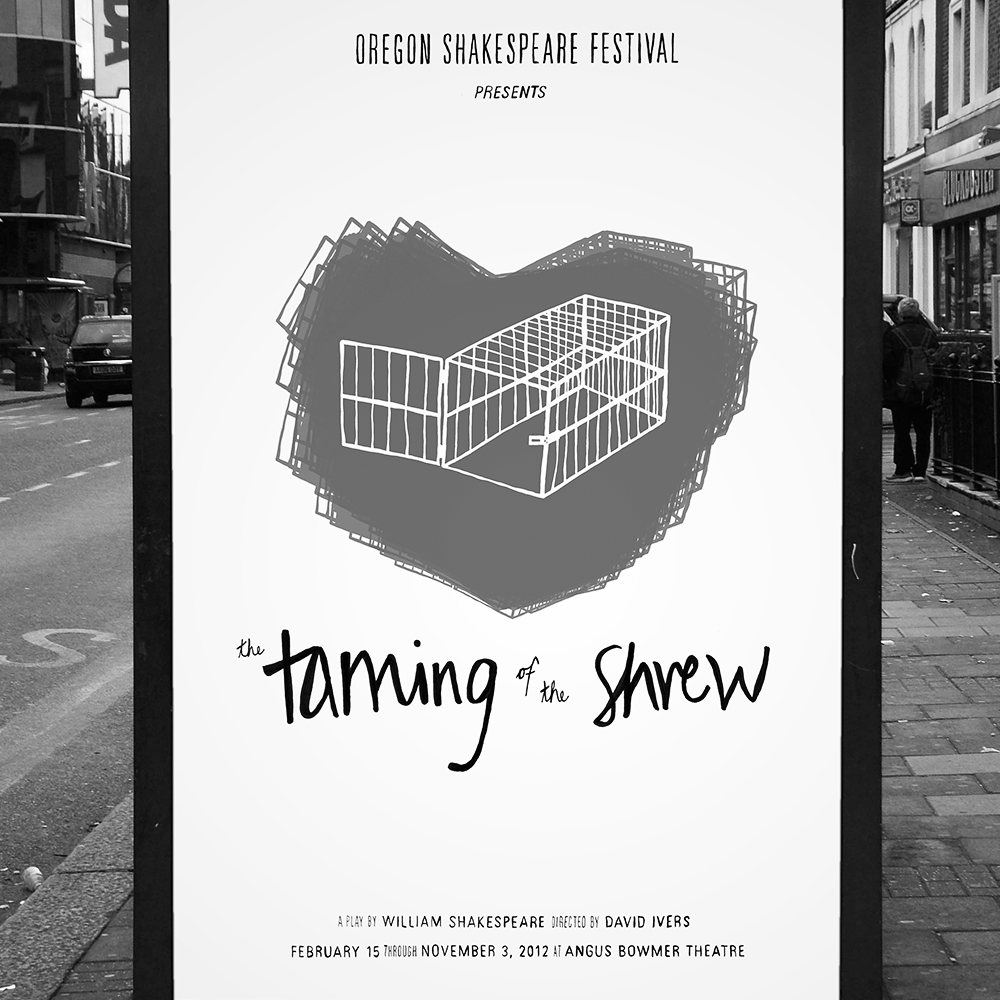 OREGON SHAKESPEARE FESTIVAL
PRESENTS
the taming of the shrew
A PLAY BY WILLIAM SHAKESPEARE DIRECTED BY DAVID IVERS
FEBRUARY 15 THROUGH NOVEMBER 3, 2012 AT ANGUS BOWMER THEATRE
BLOCKBUSTER